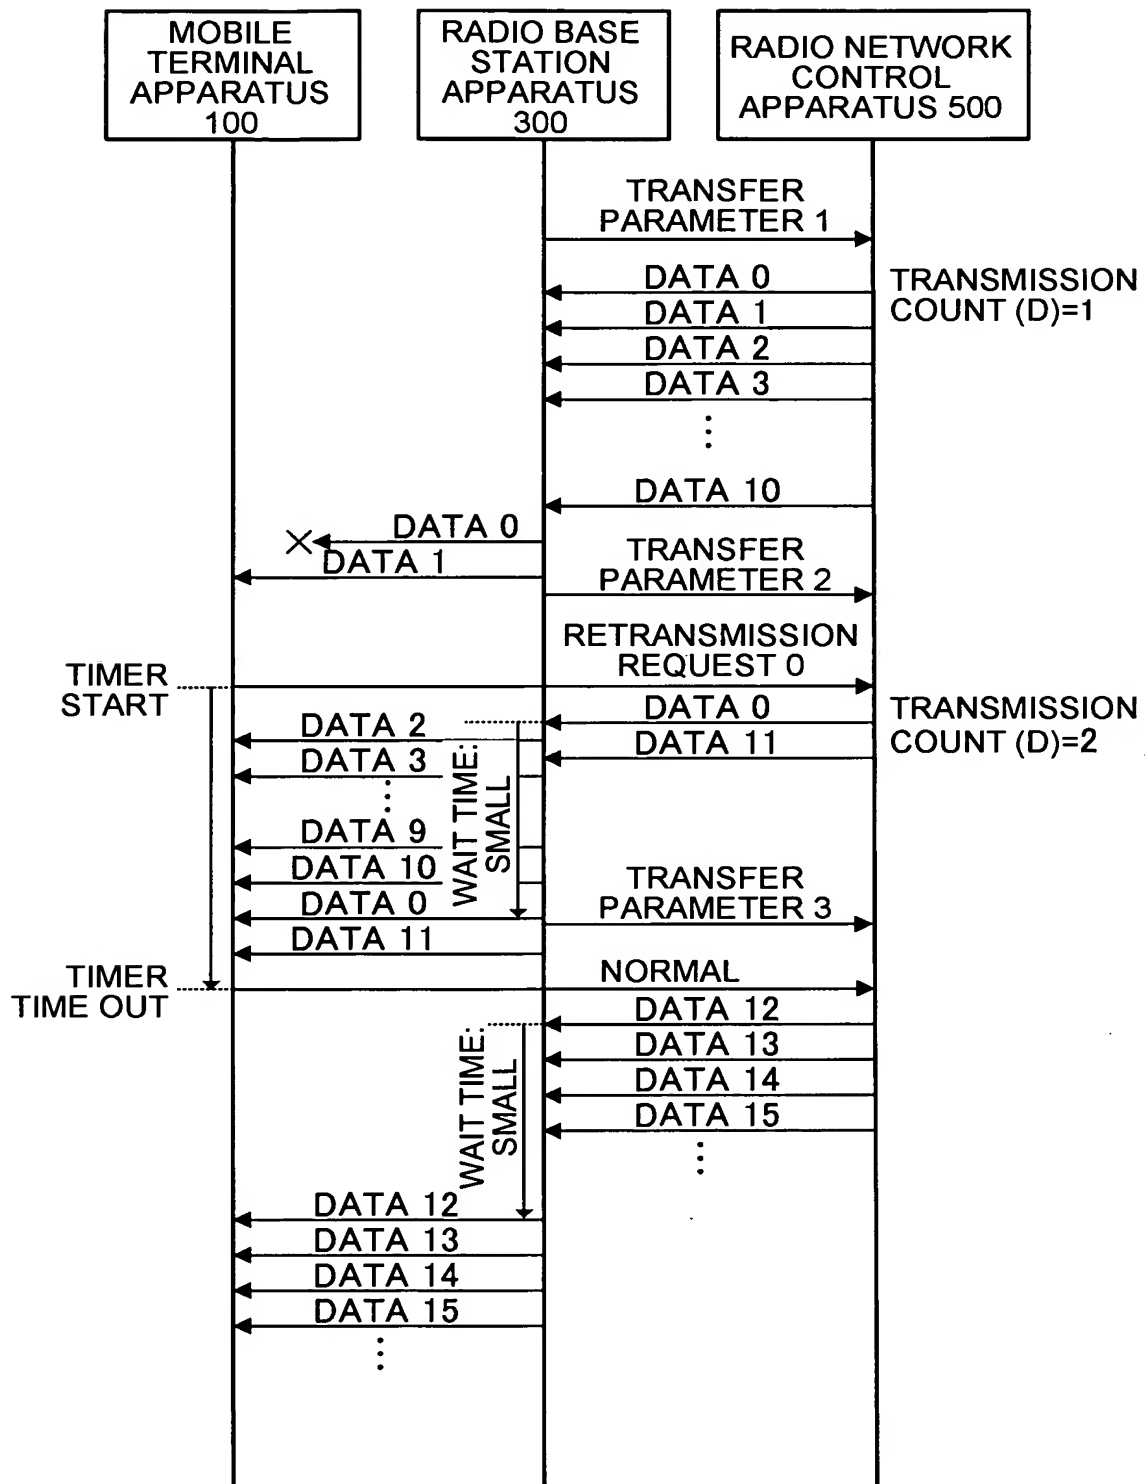 MOBILE
TERMINAL
APPARATUS
100
RADIO BASE
STATION
APPARATUS
300
RADIO NETWORK
CONTROL
APPARATUS 500
TRANSFER
PARAMETER 1
DATA 0
TRANSMISSION
COUNT (D)=1
DATA 1
DATA 2
DATA 3
DATA 10
DATA 0
DATA 1
TRANSFER
PARAMETER 2
RETRANSMISSION
REQUEST 0
TIMER
START
DATA 0
TRANSMISSION
COUNT (D)=2
DATA 11
DATA 2
DATA 3
WAIT TIME:
SMALL
DATA 9
DATA 10
DATA 0
DATA 11
TRANSFER
PARAMETER 3
TIMER
TIME OUT
NORMAL
DATA 12
DATA 13
DATA 14
DATA 15
WAIT TIME:
SMALL
DATA 12
DATA 13
DATA 14
DATA 15